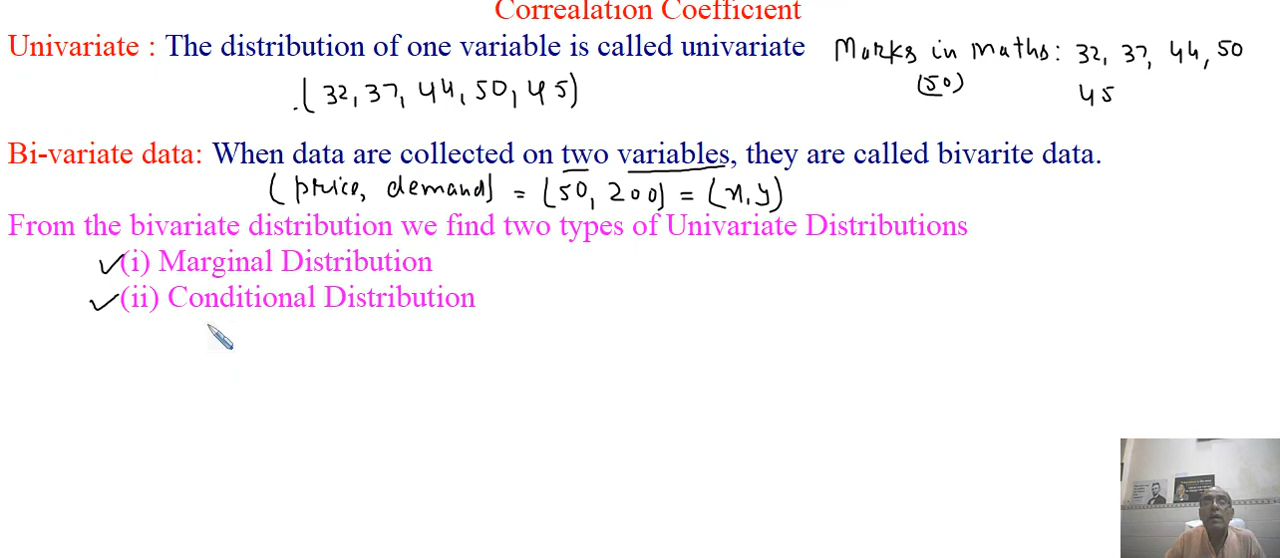 Correalation Coefficient
Univariate : The distribution of one variable is called univariate Marks in maths: 32, 37, 44, 50
(50) 45
.(32, 37, 44, 50, 45)
Bi-variate data: When data are collected on two variables, they are called bivarite data.
(price, demand) = (50, 200) = (x, y)
From the bivariate distribution we find two types of Univariate Distributions
(i) Marginal Distribution
(ii) Conditional Distribution